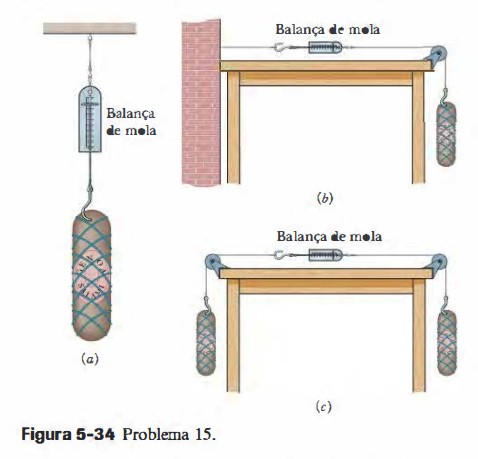 Balança de mola
Balança
de mola
(b)
Balança de mola
(a)
(c)
Figura 5-34 Problema 15.